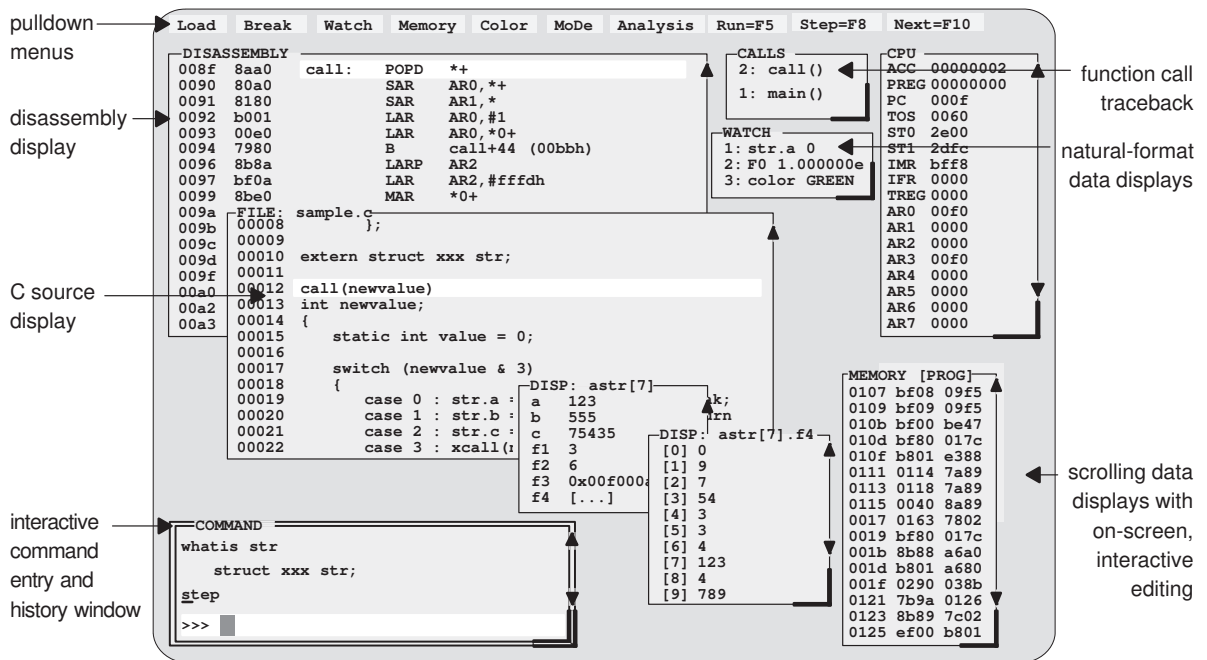 pulldown
menus
disassembly
display
C source
display
interactive
command
entry and
history window
Load Break Watch Memory Color MoDe Analysis Run=F5 Step=F8 Next=F10
DISASSEMBLY
008f 8aa0 call: POPD *+
0090 80a0 SAR AR0,*+
0091 8180 SAR AR1,*
0092 b001 LAR AR0,#1
0093 00e0 LAR AR0,*0+
0094 7980 B call+44 (00bbh)
0096 8b8a LARP AR2
0097 bf0a LAR AR2,#fffdh
0099 8be0 MAR *0+
009a
009b
009c
009d
009f
00a0
00a2
00a3
FILE: sample.c
00008 };
00009
00010 extern struct xxx str;
00011
00012 call(newvalue)
00013 int newvalue;
00014 {
00015 static int value = 0;
00016
00017 switch (newvalue & 3)
00018 {
00019 case 0 : str.a = k;
00020 case 1 : str.b = rn
00021 case 2 : str.c =
00022 case 3 : xcall(
DISP: astr[7]
a 123
b 555
c 75435
f1 3
f2 6
f3 0x00f000
f4 [...]
DISP: astr[7].f4
[0] 0
[1] 9
[2] 7
[3] 54
[4] 3
[5] 3
[6] 4
[7] 123
[8] 4
[9] 789
COMMAND
whatis str
struct xxx str;
step
>>>
CALLS
2: call()
1: main()
WATCH
1: str.a 0
2: F0 1.000000e
3: color GREEN
CPU
ACC 00000002
PREG 00000000
PC 000f
TOS 0060
ST0 2e00
ST1 2dfc
IMR bff8
IFR 0000
TREG 0000
AR0 00f0
AR1 0000
AR2 0000
AR3 00f0
AR4 0000
AR5 0000
AR6 0000
AR7 0000
MEMORY [PROG]
0107 bf08 09f5
0109 bf09 09f5
010b bf00 be47
010d bf80 017c
010f b801 e388
0111 0114 7a89
0113 0118 7a89
0115 0040 8a89
0017 0163 7802
0019 bf80 017c
001b 8b88 a6a0
001d b801 a680
001f 0290 038b
0121 7b9a 0126
0123 8b89 7c02
0125 ef00 b801
function call
traceback
natural-format
data displays
scrolling data
displays with
on-screen,
interactive
editing